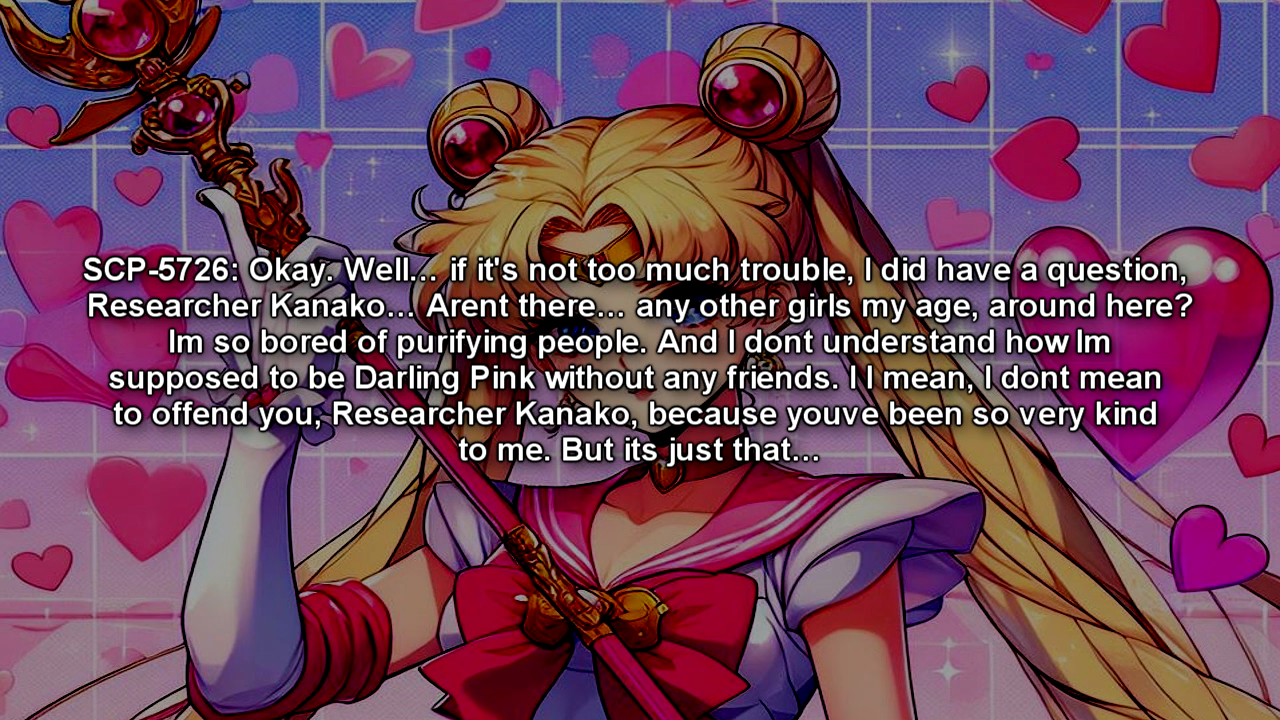 SCP-5726: Okay. Well... if it's not too much trouble, I did have a question,
Researcher Kanako... Arent there... any other girls my age, around here?
Im so bored of purifying people. And I dont understand how Im
supposed to be Darling Pink without any friends. I I mean, I dont mean
to offend you, Researcher Kanako, because youve been so very kind
to me. But its just that...